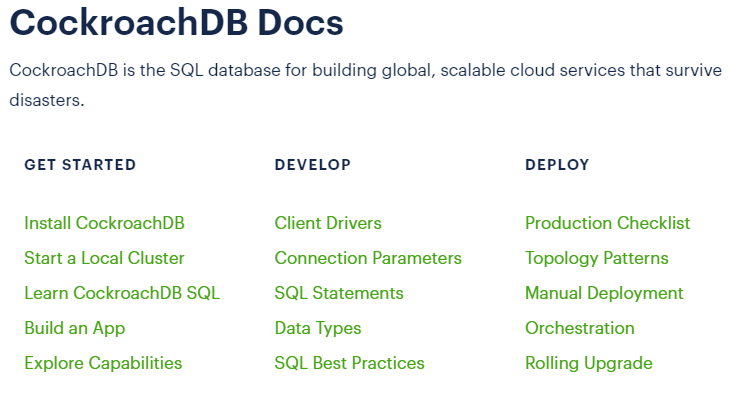 CockroachDB Docs
CockroachDB is the SQL database for building global, scalable cloud services that survive
disasters.
GET STARTED
Install CockroachDB
Start a Local Cluster
Learn CockroachDB SQL
Build an App
Explore Capabilities
DEVELOP
Client Drivers
Connection Parameters
SQL Statements
Data Types
SQL Best Practices
DEPLOY
Production Checklist
Topology Patterns
Manual Deployment
Orchestration
Rolling Upgrade